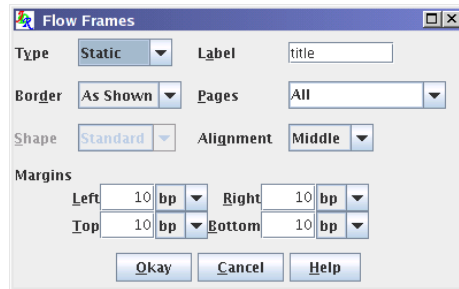 Flow Frames
Type Static Label title
Border As Shown Pages All
Shape Standard Alignment Middle
Margins
Left 10 bp Right 10 bp
Top 10 bp Bottom 10 bp
Okay Cancel Help